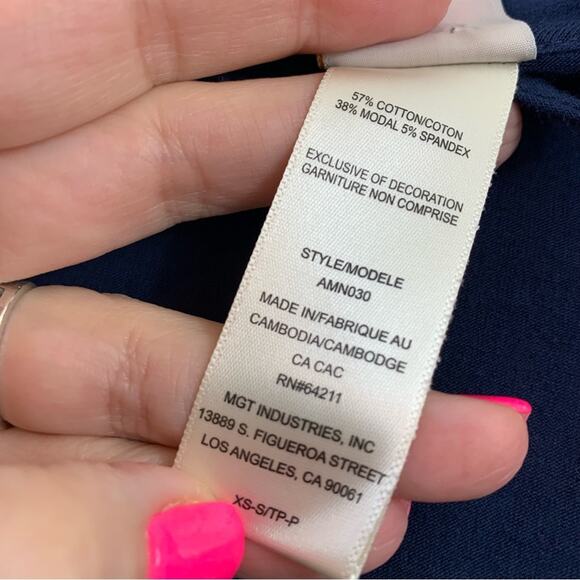 57% COTTON/COTON
38% MODAL 5% SPANDEX
EXCLUSIVE OF DECORATION
GARNITURE NON COMPRISE
STYLE/MODELE
AMN030
MADE IN/FABRIQUE AU
CAMBODIA/CAMBODGE
CA CAC
RN#64211
MGT INDUSTRIES, INC
13889 S. FIGUEROA STREET
LOS ANGELES, CA 90061
XS-S/TP-P